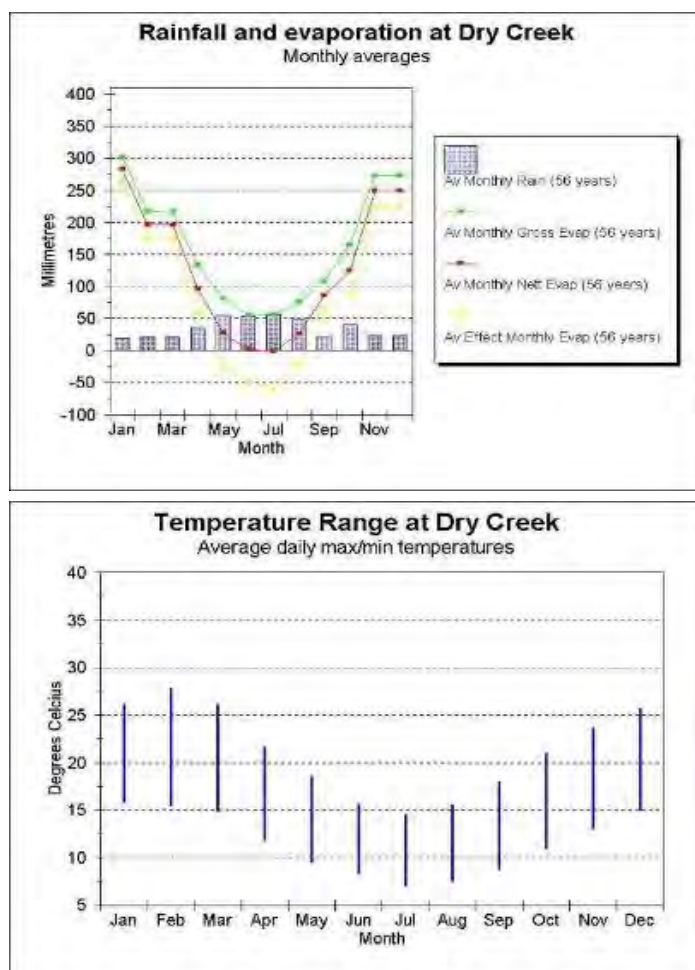 Rainfall and evaporation at Dry Creek
Monthly averages
400
350
300
250
200
150
100
50
0
-50
-100
Millimetres
Jan Mar May Jul Sep Nov
Month
Av Monthly Rain (56 years)
Av Monthly Gross Evap (56 years)
Av Monthly Nett Evap (56 years)
Av Effect Monthly Evap (56 years)
Temperature Range at Dry Creek
Average daily max/min temperatures
40
35
30
25
20
15
10
5
Degrees Celcius
Jan Feb Mar Apr May Jun Jul Aug Sep Oct Nov Dec
Month